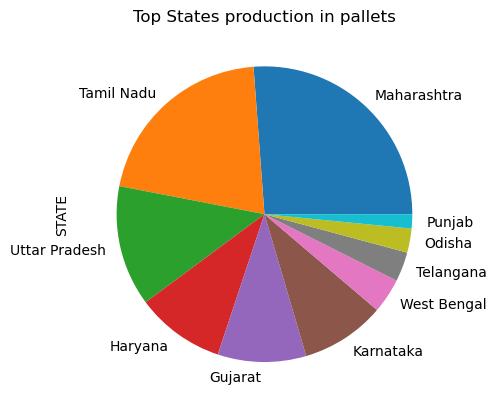 Top States production in pallets
Maharashtra
Tamil Nadu
Uttar Pradesh
Haryana
Gujarat
Karnataka
West Bengal
Telangana
Odisha
Punjab
STATE